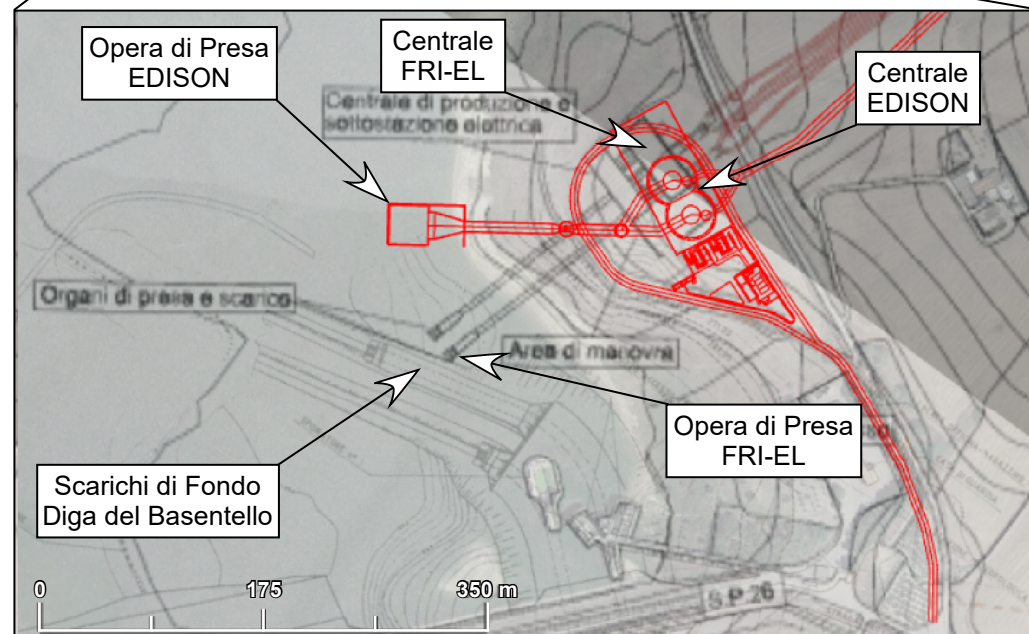 Opera di Presa
EDISON
Centrale
FRI-EL
Centrale
EDISON
Centrale di produzione e
sottostazione elettrica
Organi di presa e scarico
Area di manovra
Opera di Presa
FRI-EL
Scarichi di Fondo
Diga del Basentello
0 175 350 m
S.P.26